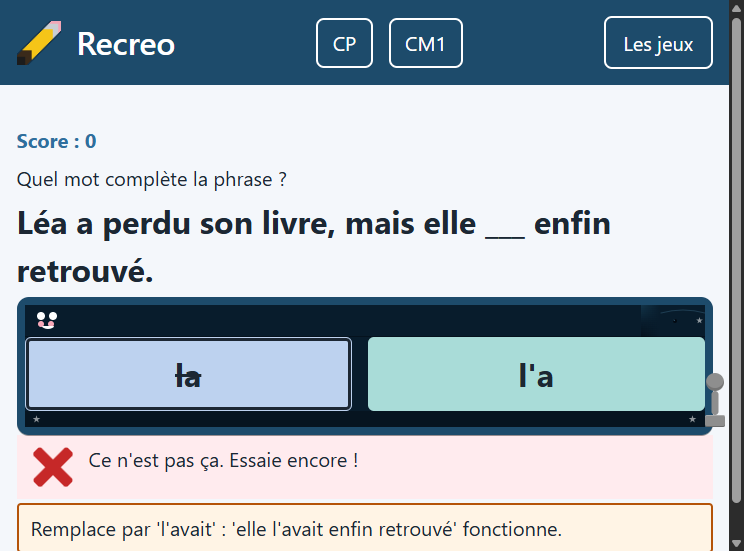 Recreo
CP
CM1
Les jeux
Score : 0
Quel mot complète la phrase ?
Léa a perdu son livre, mais elle ___ enfin
retrouvé.
la
l'a
Ce n'est pas ça. Essaie encore !
Remplace par 'l'avait' : 'elle l'avait enfin retrouvé' fonctionne.